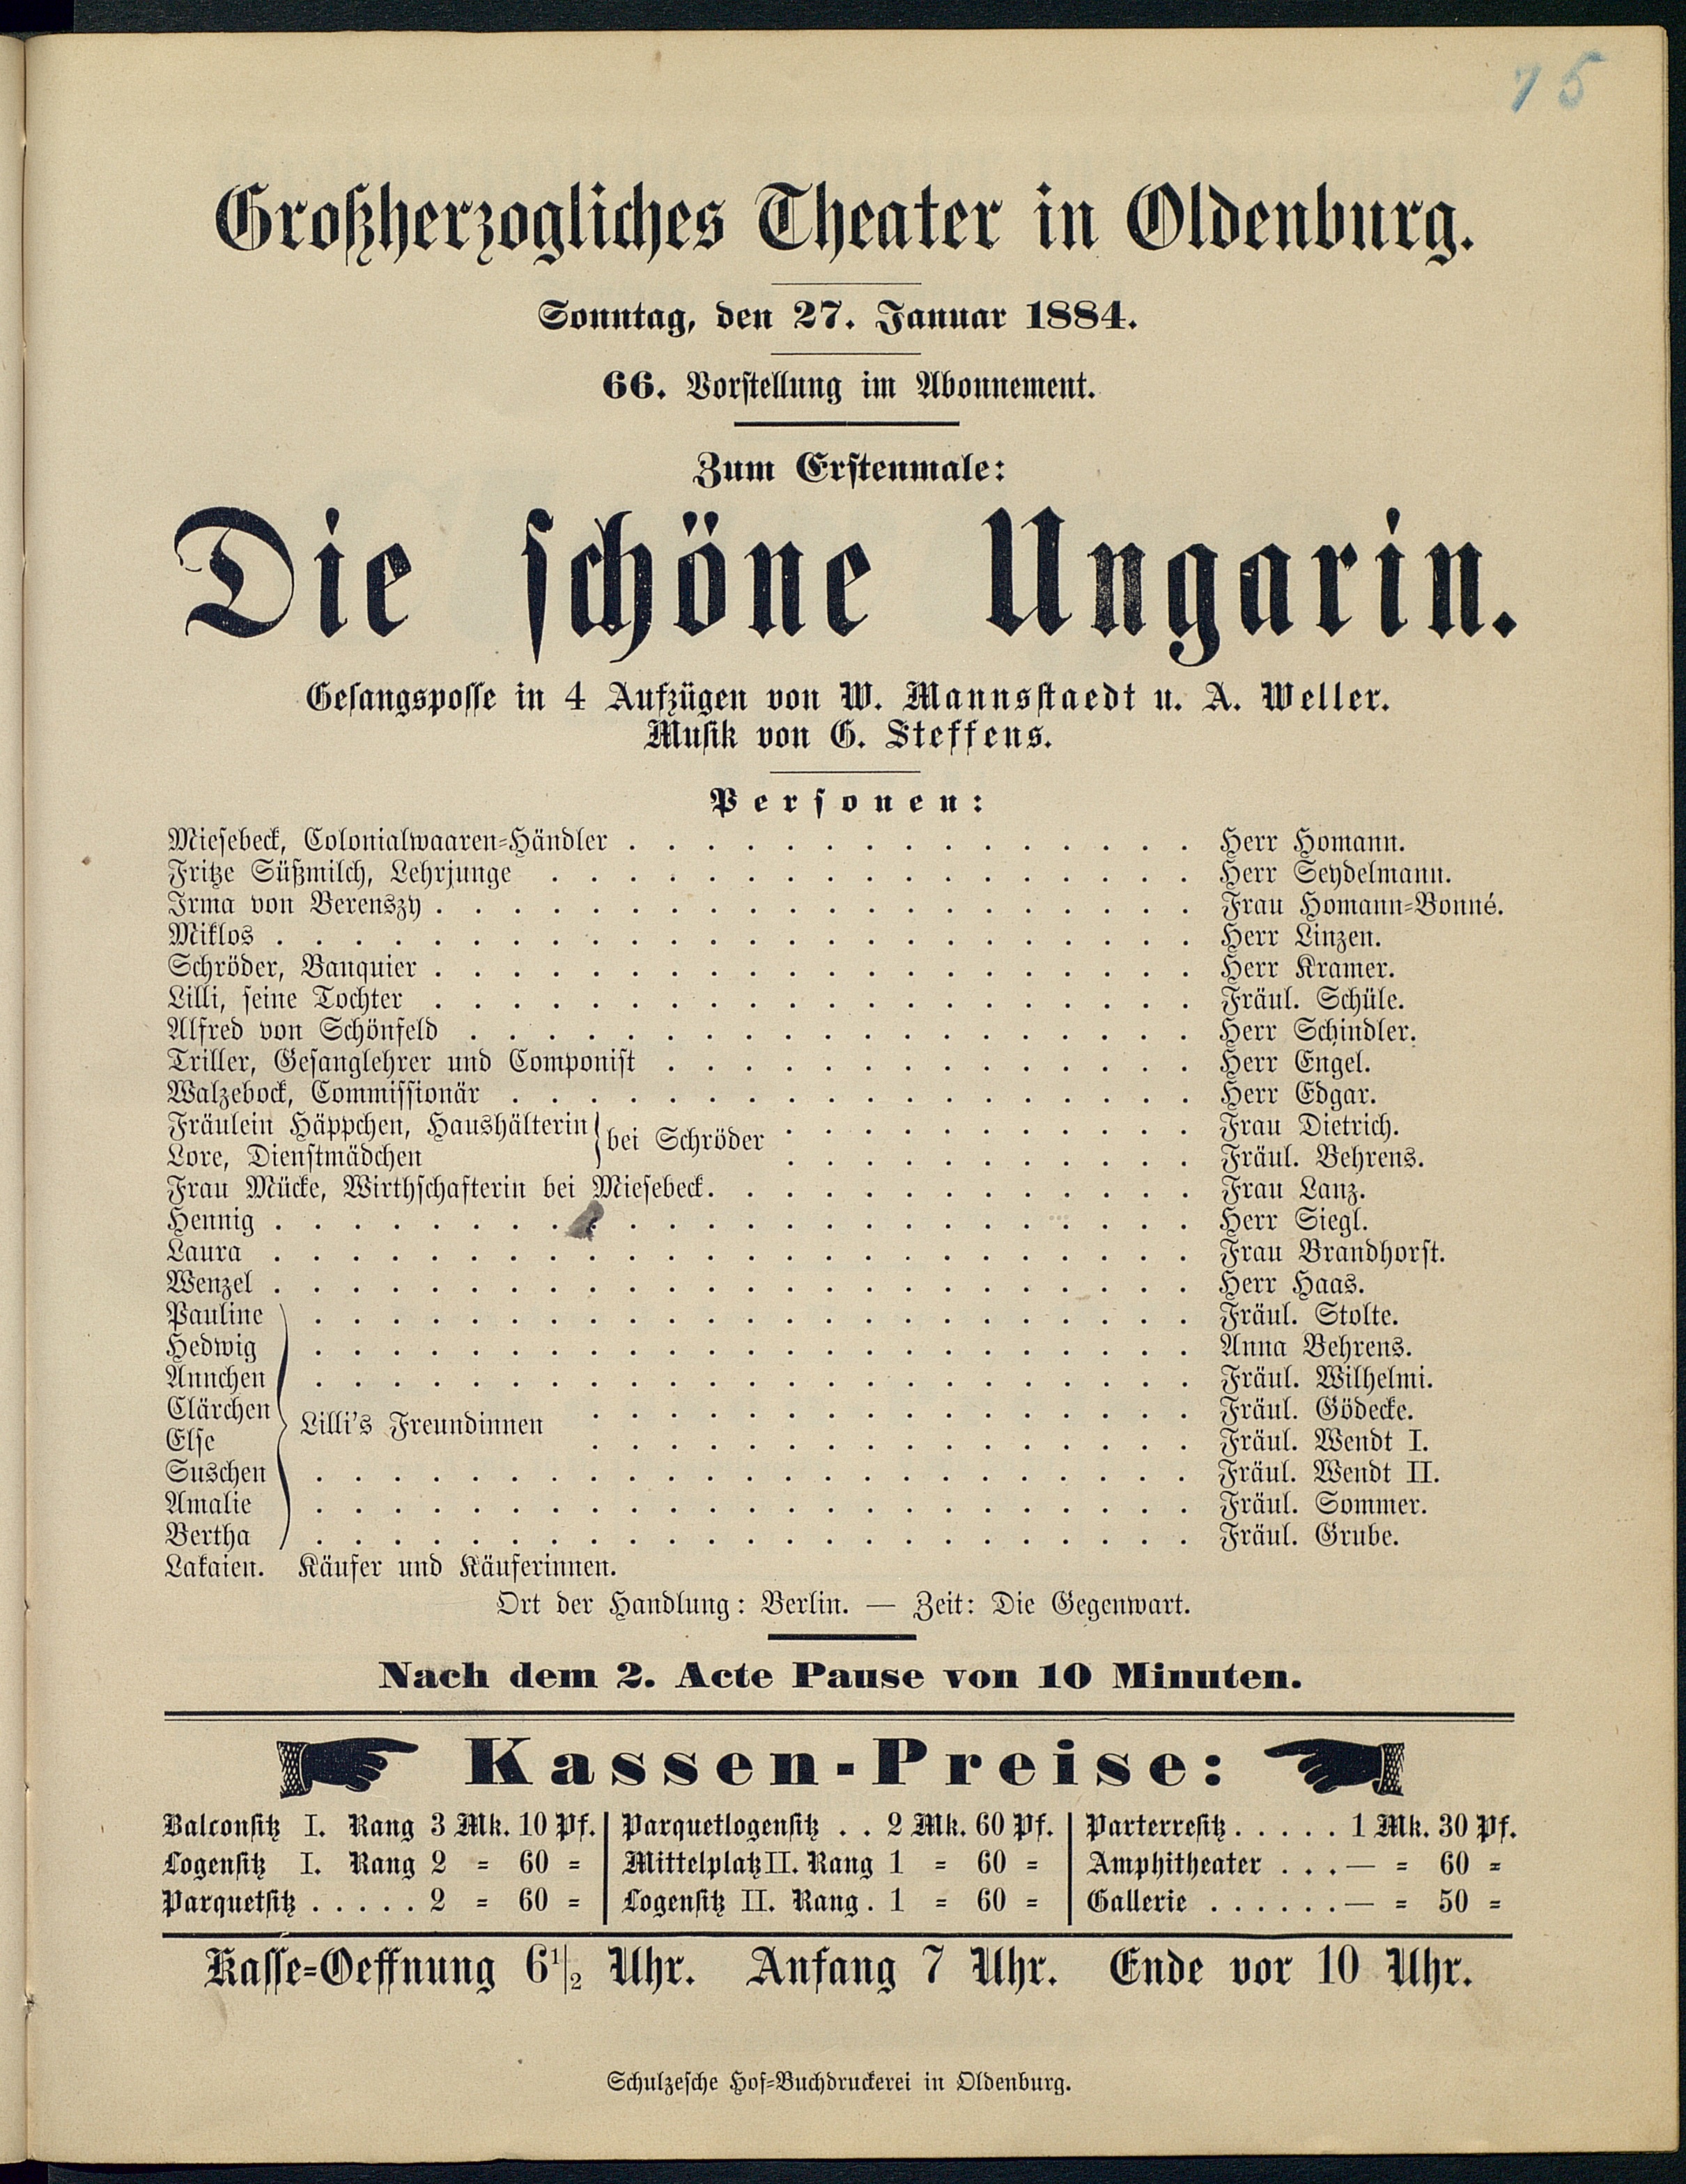 75
Großherzogliches Theater in Oldenburg.
Sonntag, den 27. Januar 1884.
66. Vorstellung im Abonnement.
Zum Erstenmale:
Die schöne Ungarin.
Gesangsposse in 4 Aufzügen von W. Mannsstaedt u. A. Weller.
Musik von G. Steffens.
Personen:
Miesebeck, Colonialwaaren-Händler . . . . . . . . . . . . . . . Herr Homann.
Fritze Süßmilch, Lehrjunge . . . . . . . . . . . . . . . . . Herr Seydelmann.
Irma von Berenszy . . . . . . . . . . . . . . . . . . . . Frau Homann-Bonné.
Miklos . . . . . . . . . . . . . . . . . . . . . . . . Herr Linzen.
Schröder, Banquier . . . . . . . . . . . . . . . . . . . . Herr Kramer.
Lilli, seine Tochter . . . . . . . . . . . . . . . . . . . . Fräul. Schüle.
Alfred von Schönfeld . . . . . . . . . . . . . . . . . . . Herr Schindler.
Triller, Gesanglehrer und Componist . . . . . . . . . . . . . . Herr Engel.
Walzebock, Commissionär . . . . . . . . . . . . . . . . . . Herr Edgar.
Fräulein Häppchen, Haushälterin } bei Schröder . . . . . . . . . . . Frau Dietrich.
Lore, Dienstmädchen . . . . . . . . . . . Fräul. Behrens.
Frau Mücke, Wirthschafterin bei Miesebeck. . . . . . . . . . . . . Frau Lanz.
Hennig . . . . . . . . . . . . . . . . . . . . . . . . Herr Siegl.
Laura . . . . . . . . . . . . . . . . . . . . . . . . Frau Brandhorst.
Wenzel . . . . . . . . . . . . . . . . . . . . . . . . Herr Haas.
Pauline . . . . . . . . . . . . . . . . . . . . . . . Fräul. Stolte.
Hedwig . . . . . . . . . . . . . . . . . . . . . . . Anna Behrens.
Annchen . . . . . . . . . . . . . . . . . . . . . . . Fräul. Wilhelmi.
Clärchen } Lilli's Freundinnen . . . . . . . . . . . . . . . . Fräul. Gödecke.
Else . . . . . . . . . . . . . . . . Fräul. Wendt I.
Suschen . . . . . . . . . . . . . . . . . . . . . . . Fräul. Wendt II.
Amalie . . . . . . . . . . . . . . . . . . . . . . . Fräul. Sommer.
Bertha . . . . . . . . . . . . . . . . . . . . . . . Fräul. Grube.
Lakaien. Käufer und Käuferinnen.
Ort der Handlung: Berlin. — Zeit: Die Gegenwart.
Nach dem 2. Acte Pause von 10 Minuten.
Kassen-Preise:
Balconsitz I. Rang 3 Mk. 10 Pf. | Parquetlogensitz . . 2 Mk. 60 Pf. | Parterresitz . . . . . 1 Mk. 30 Pf.
Logensitz I. Rang 2 = 60 = | Mittelplatz II. Rang 1 = 60 = | Amphitheater . . . — = 60 =
Parquetsitz . . . . . 2 = 60 = | Logensitz II. Rang . 1 = 60 = | Gallerie . . . . . . — = 50 =
Kasse-Oeffnung 6 1/2 Uhr. Anfang 7 Uhr. Ende vor 10 Uhr.
Schulzesche Hof-Buchdruckerei in Oldenburg.